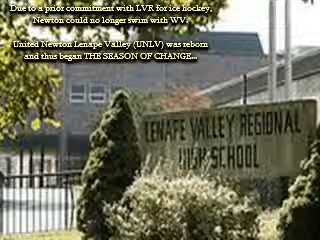 Due to a prior commitment with LVR for ice hockey,
Newton could no longer swim with WV.
United Newton Lenape Valley (UNLV) was reborn
and thus began THE SEASON OF CHANGE...
LENAPE VALLEY REGIONAL
HIGH SCHOOL